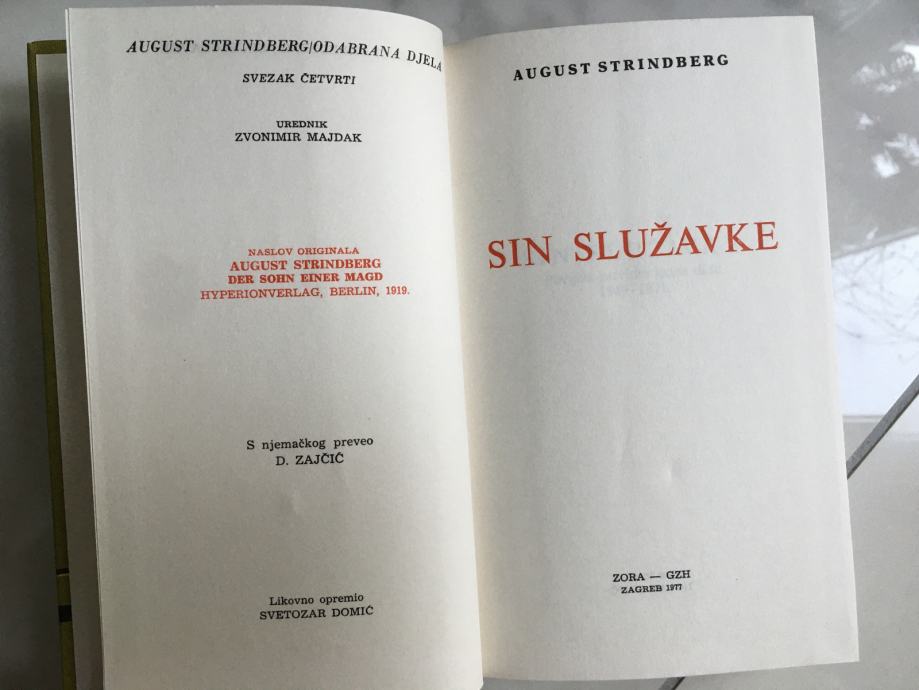 AUGUST STRINDBERG/ODABRANA DJELA
SVEZAK ČETVRTI
UREDNIK
ZVONIMIR MAJDAK
NASLOV ORIGINALA
AUGUST STRINDBERG
DER SOHN EINER MAGD
HYPERIONVERLAG, BERLIN, 1919.
S njemačkog preveo
D. ZAJČIĆ
Likovno opremio
SVETOZAR DOMIĆ
AUGUST STRINDBERG
SIN SLUŽAVKE
ZORA — GZH
ZAGREB 1977